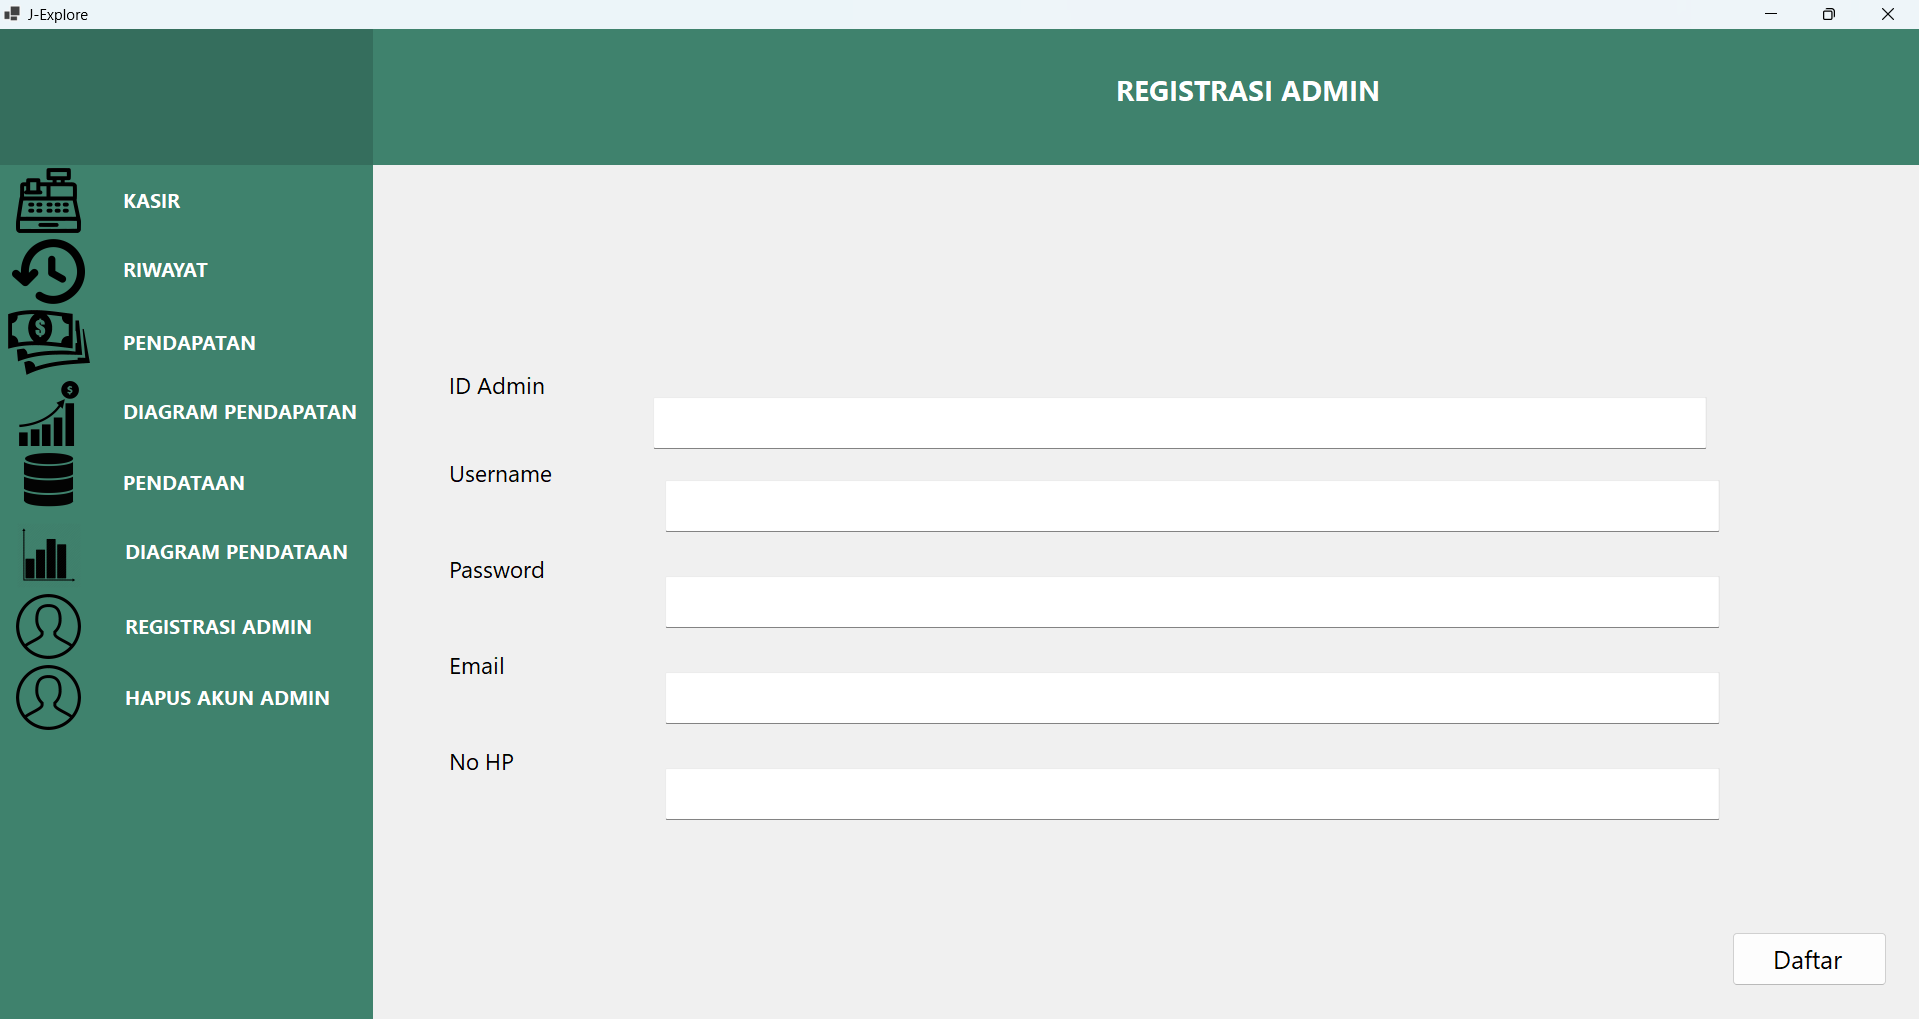 J-Explore
REGISTRASI ADMIN
KASIR
RIWAYAT
PENDAPATAN
DIAGRAM PENDAPATAN
PENDATAAN
DIAGRAM PENDATAAN
REGISTRASI ADMIN
HAPUS AKUN ADMIN
ID Admin
Username
Password
Email
No HP
Daftar